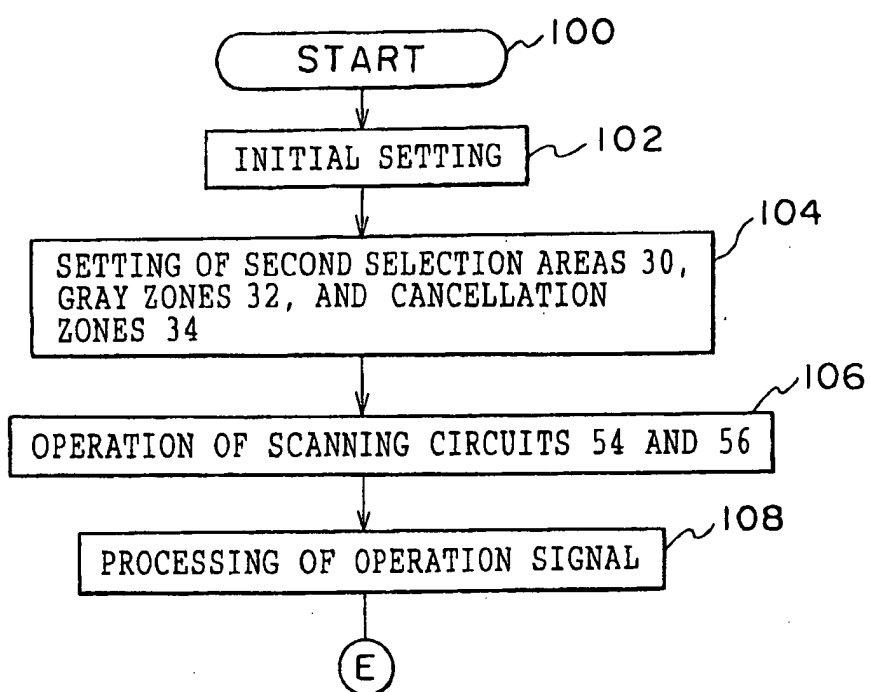 START
100
INITIAL SETTING
102
104
SETTING OF SECOND SELECTION AREAS 30,
GRAY ZONES 32, AND CANCELLATION
ZONES 34
106
OPERATION OF SCANNING CIRCUITS 54 AND 56
108
PROCESSING OF OPERATION SIGNAL
E